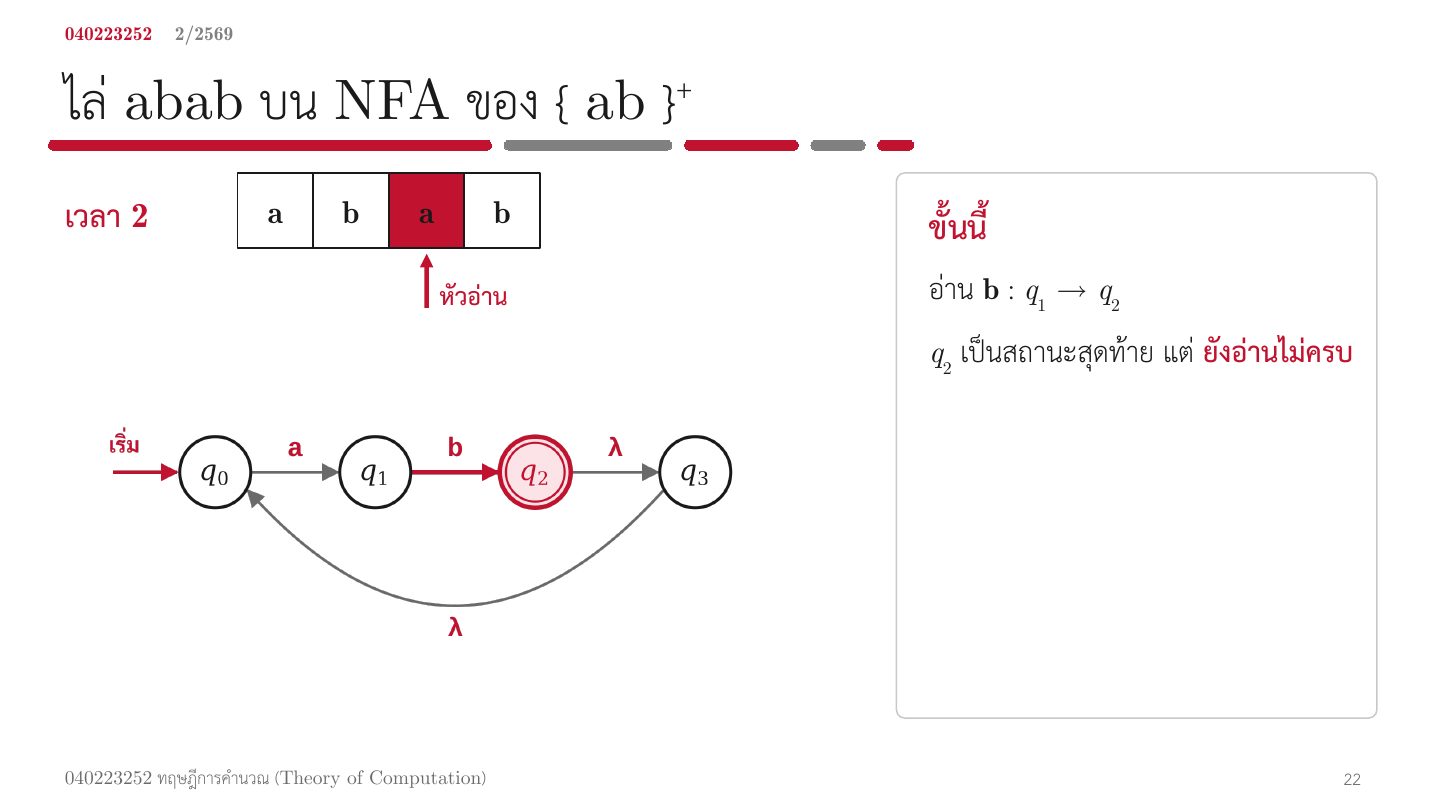 040223252 2/2569
ไล่ abab บน NFA ของ { ab }⁺
เวลา 2
a b a b
หัวอ่าน
ขั้นนี้
อ่าน b : q₁ → q₂
q₂ เป็นสถานะสุดท้าย แต่ ยังอ่านไม่ครบ
เริ่ม a b λ
q₀ q₁ q₂ q₃
λ
040223252 ทฤษฎีการคำนวณ (Theory of Computation) 22